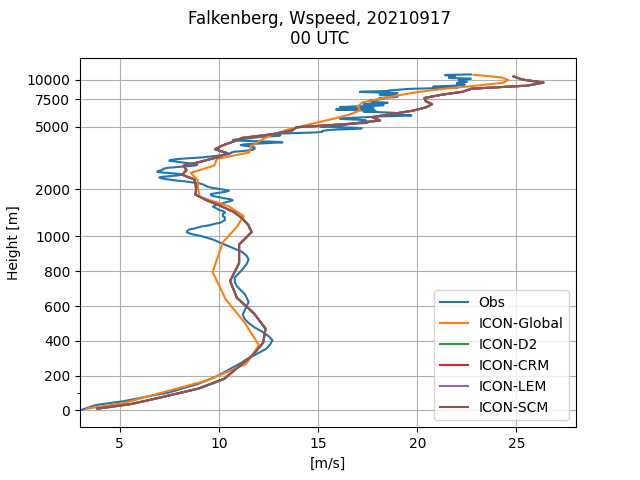 Falkenberg, Wspeed, 20210917
00 UTC
10000
7500
5000
2000
1000
800
600
400
200
0
Height [m]
Obs
ICON-Global
ICON-D2
ICON-CRM
ICON-LEM
ICON-SCM
5 10 15 20 25
[m/s]